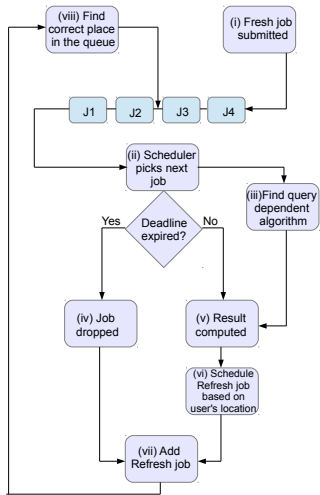 (viii) Find
correct place
in the queue
(i) Fresh job
submitted
J1
J2
J3
J4
(ii) Scheduler
picks next
job
(iii)Find query
dependent
algorithm
Yes
Deadline
expired?
No
(iv) Job
dropped
(v) Result
computed
(vi) Schedule
Refresh job
based on
user's location
(vii) Add
Refresh job